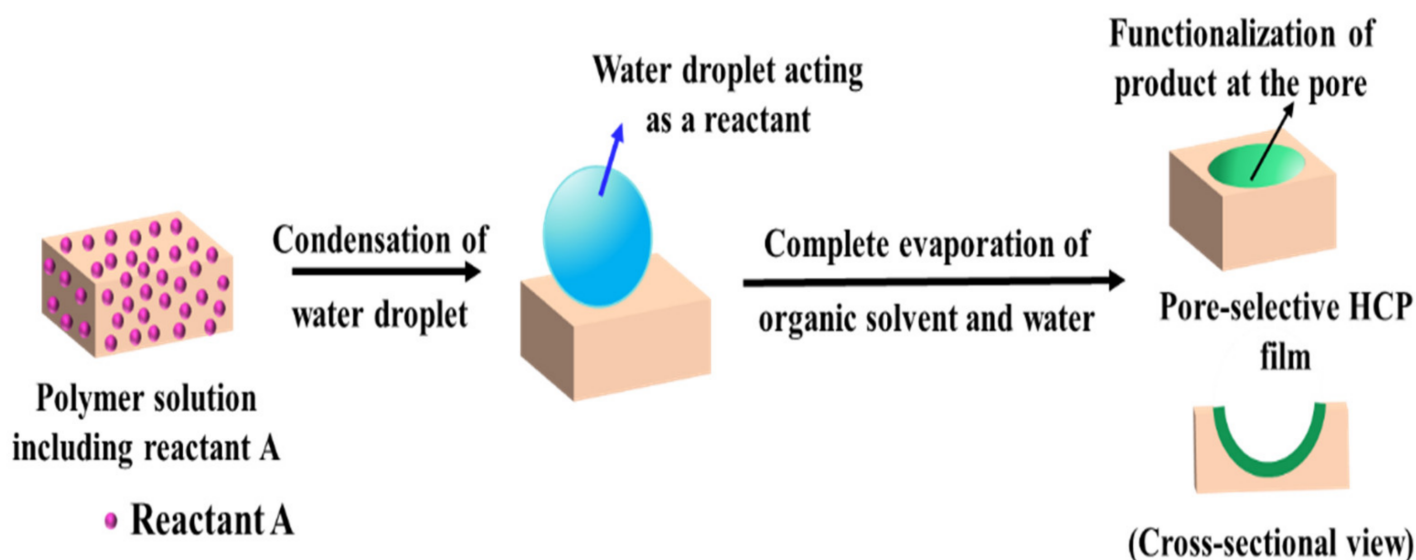 Polymer solution
including reactant A
Reactant A
Condensation of
water droplet
Water droplet acting
as a reactant
Complete evaporation of
organic solvent and water
Functionalization of
product at the pore
Pore-selective HCP
film
(Cross-sectional view)